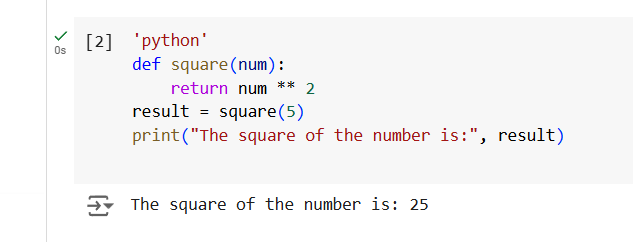 [2] 'python'
def square(num):
    return num ** 2
0s
result = square(5)
print("The square of the number is:", result)
The square of the number is: 25